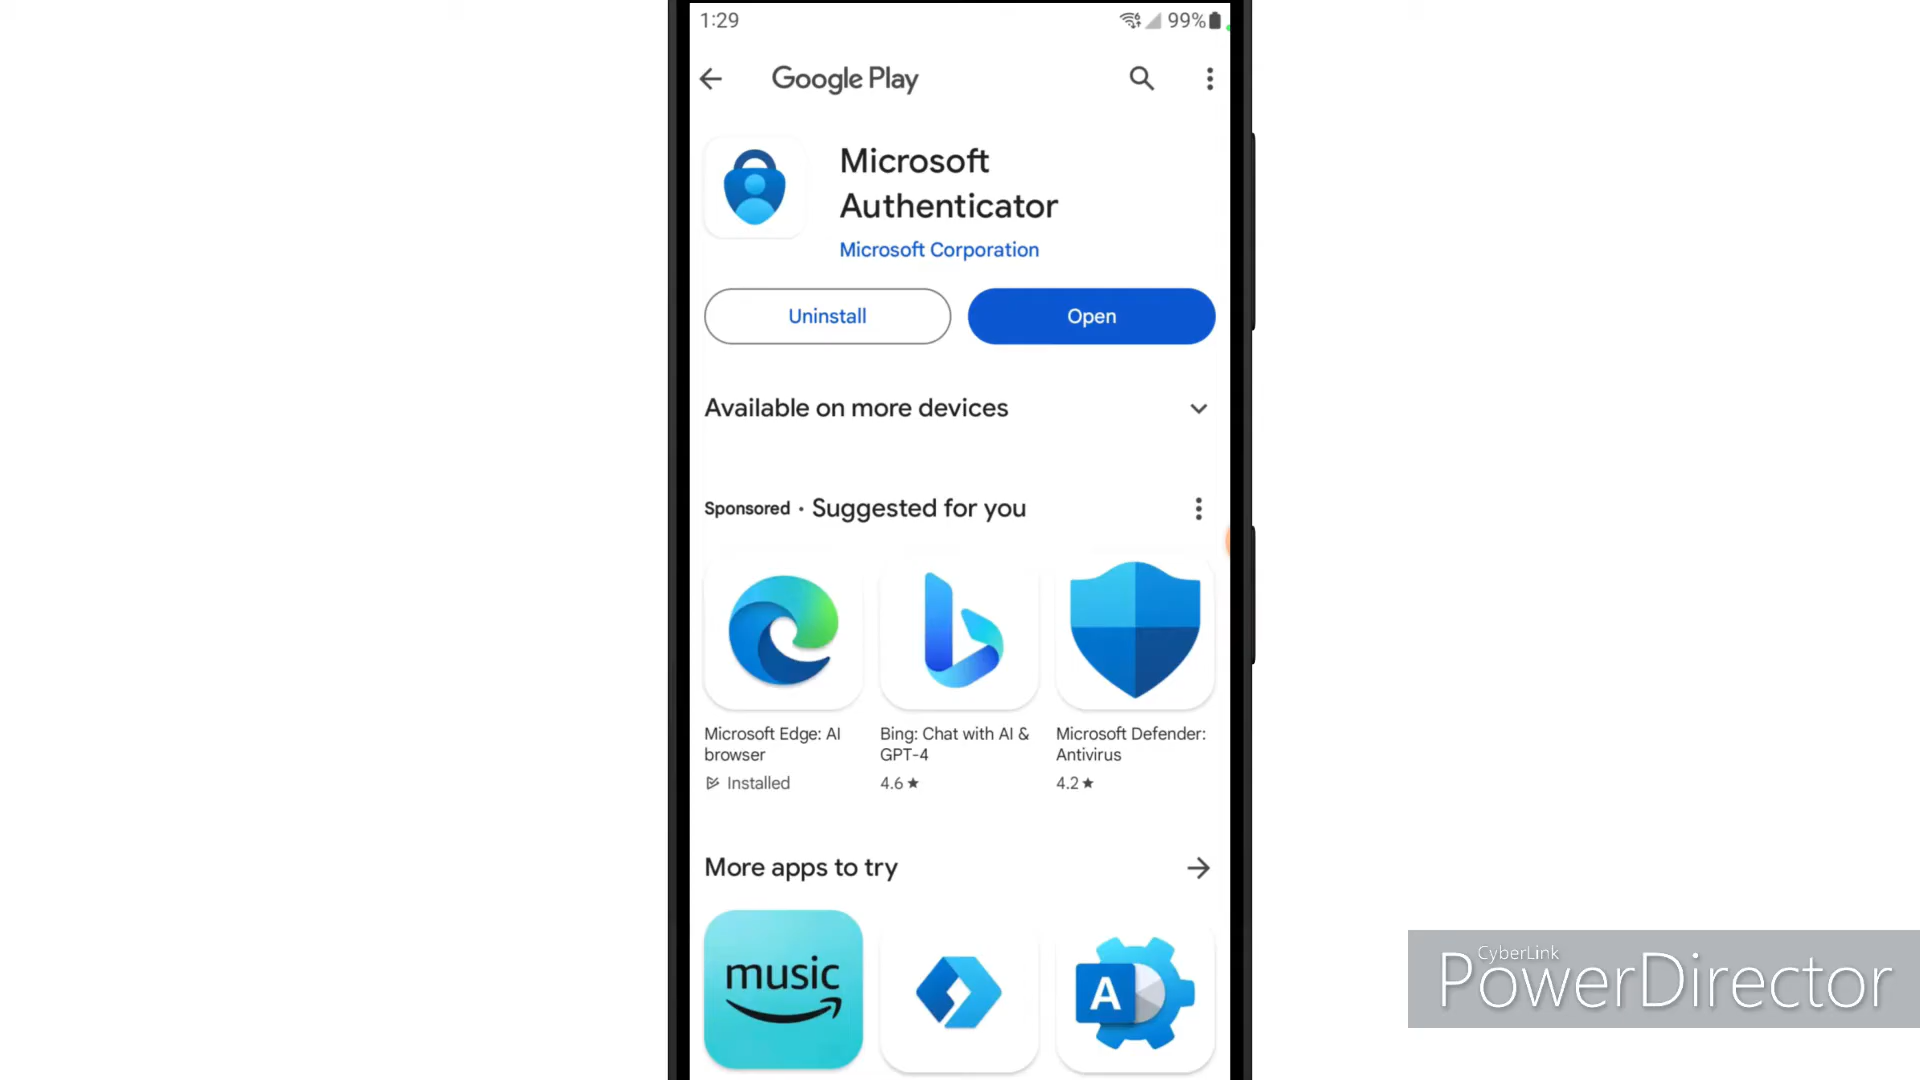 1:29
99%
Google Play
Microsoft
Authenticator
Microsoft Corporation
Uninstall
Open
Available on more devices
Sponsored · Suggested for you
Microsoft Edge: AI
browser
Installed
Bing: Chat with AI &
GPT-4
4.6★
Microsoft Defender:
Antivirus
4.2★
More apps to try
music
A
CyberLink
PowerDirector